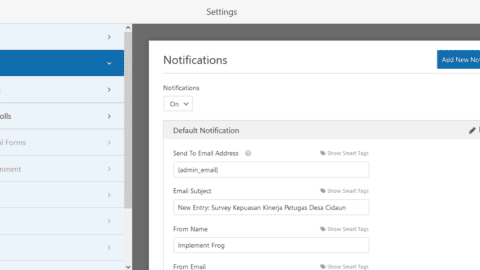 Settings
Notifications
Add New
Notifications
On
olls
Forms
Default Notification
Send To Email Address
Show Smart Tags
{admin_email}
Email Subject
Show Smart Tags
New Entry: Survey Kepuasan Kinerja Petugas Desa Cidaun
From Name
Show Smart Tags
Implement Frog
From Email
Show Smart Tags